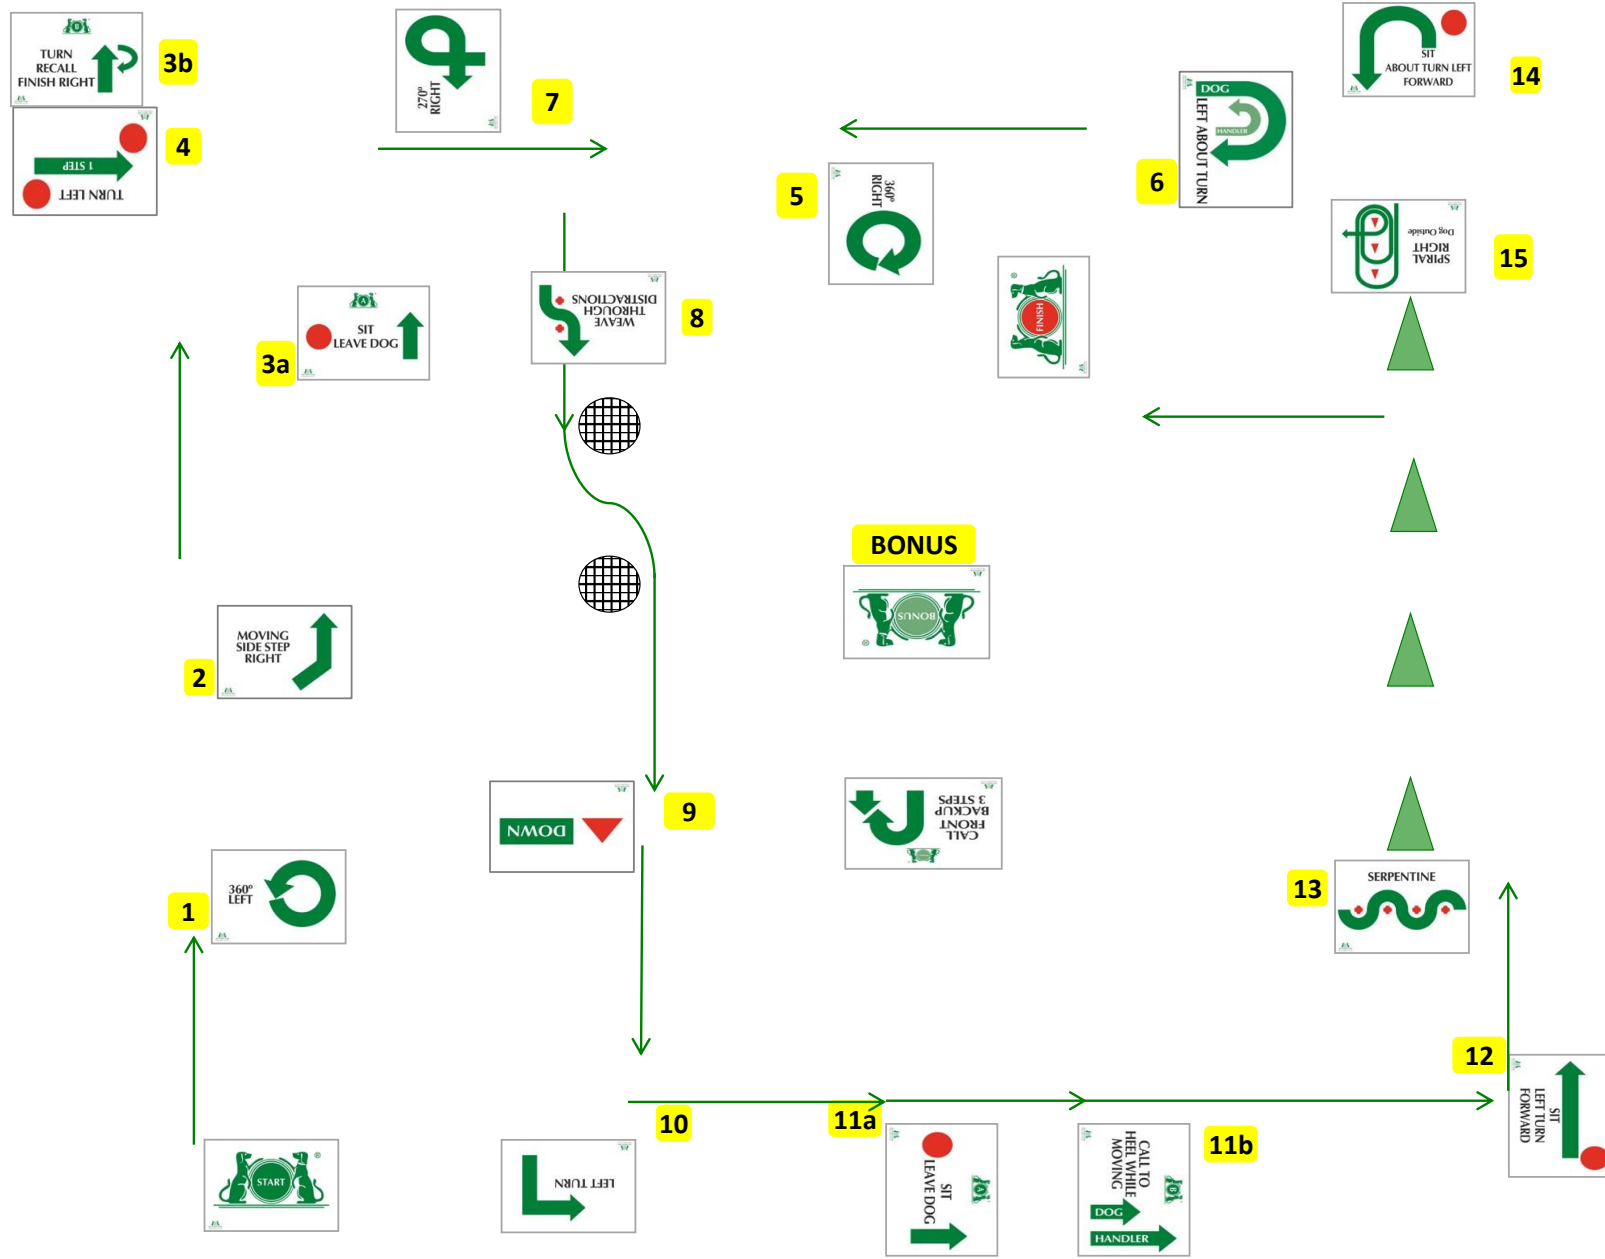 TURN
RECALL
FINISH RIGHT
3b
1 STEP
TURN LEFT
4
270º
RIGHT
7
SIT
ABOUT TURN LEFT
FORWARD
14
DOG
HANDLER
LEFT ABOUT TURN
6
360º
RIGHT
5
SPIRAL
RIGHT
Dog Outside
15
FINISH
®
SIT
LEAVE DOG
3a
WEAVE
THROUGH
DISTRACTIONS
8
BONUS
BONUS
®
MOVING
SIDE STEP
RIGHT
2
DOWN
9
CALL
FRONT
BACKUP
3 STEPS
360º
LEFT
1
SERPENTINE
13
START
®
LEFT TURN
10
11a
SIT
LEAVE DOG
A
CALL TO
HEEL WHILE
MOVING
B
DOG
HANDLER
11b
12
SIT
LEFT TURN
FORWARD